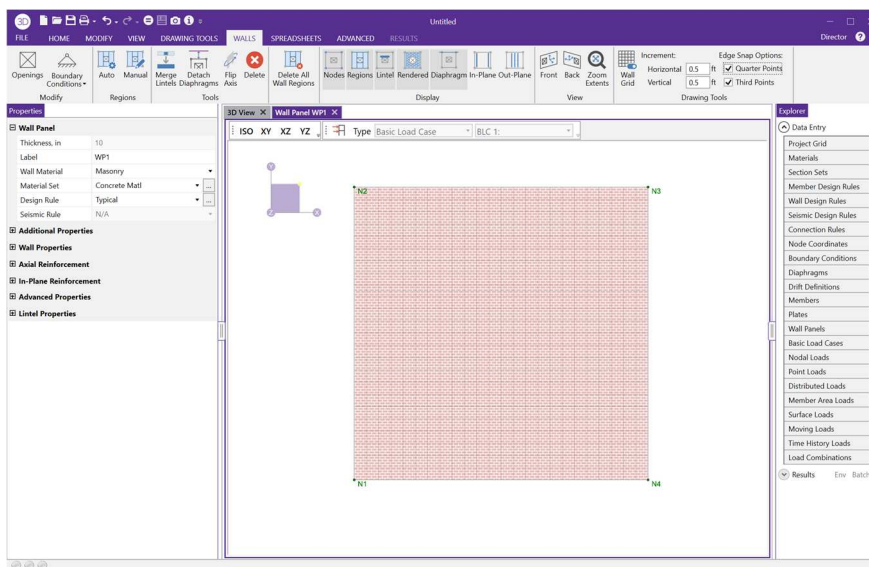 3D
Untitled
FILE HOME MODIFY VIEW DRAWING TOOLS WALLS SPREADSHEETS ADVANCED RESULTS Director ?
Openings Boundary Conditions Auto Manual Merge Lintels Detach Diaphragms Flip Axis Delete Delete All Wall Regions Nodes Regions Lintel Rendered Diaphragm In-Plane Out-Plane Front Back Zoom Extents Wall Grid
Increment: Edge Snap Options:
Horizontal 0.5 ft Quarter Points
Vertical 0.5 ft Third Points
Modify Regions Tools Display View Drawing Tools
Properties
Wall Panel
Thickness, in 10
Label WP1
Wall Material Masonry
Material Set Concrete Matl ...
Design Rule Typical ...
Seismic Rule N/A
Additional Properties
Wall Properties
Axial Reinforcement
In-Plane Reinforcement
Advanced Properties
Lintel Properties
3D View X Wall Panel WP1 X
ISO XY XZ YZ Type Basic Load Case BLC 1:
Y
Z X
N2 N3
N1 N4
Explorer
Data Entry
Project Grid
Materials
Section Sets
Member Design Rules
Wall Design Rules
Seismic Design Rules
Connection Rules
Node Coordinates
Boundary Conditions
Diaphragms
Drift Definitions
Members
Plates
Wall Panels
Basic Load Cases
Nodal Loads
Point Loads
Distributed Loads
Member Area Loads
Surface Loads
Moving Loads
Time History Loads
Load Combinations
Results Env Batch